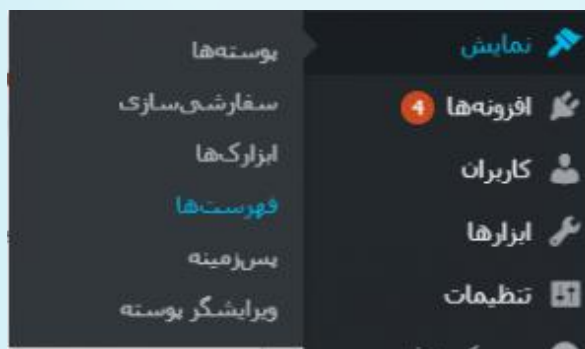 نمایش
افزونه‌ها 4
کاربران
ابزارها
تنظیمات
پوسته‌ها
سفارشی‌سازی
ابزارک‌ها
فهرست‌ها
پس‌زمینه
ویرایشگر پوسته